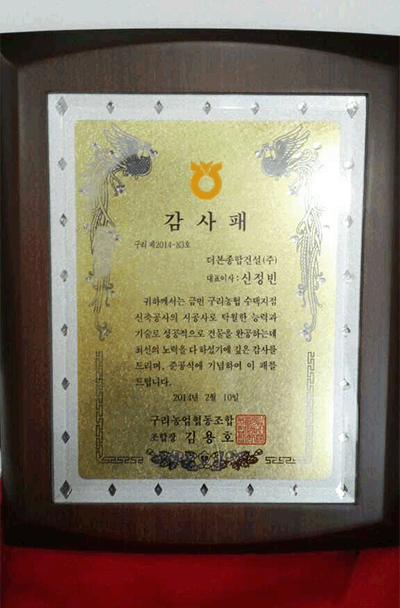 감사패
구리 제2014-83호
더본종합건설(주)
대표이사: 신정빈
귀하께서는 금번 구리농협 수택지점
신축공사의 시공사로 탁월한 능력과
기술로 성공적으로 건물을 완공하는데
최선의 노력을 다 하셨기에 깊은 감사를
드리며, 준공식에 기념하여 이 패를
드립니다.
2014년 2월 10일
구리농업협동조합
조합장 김용호